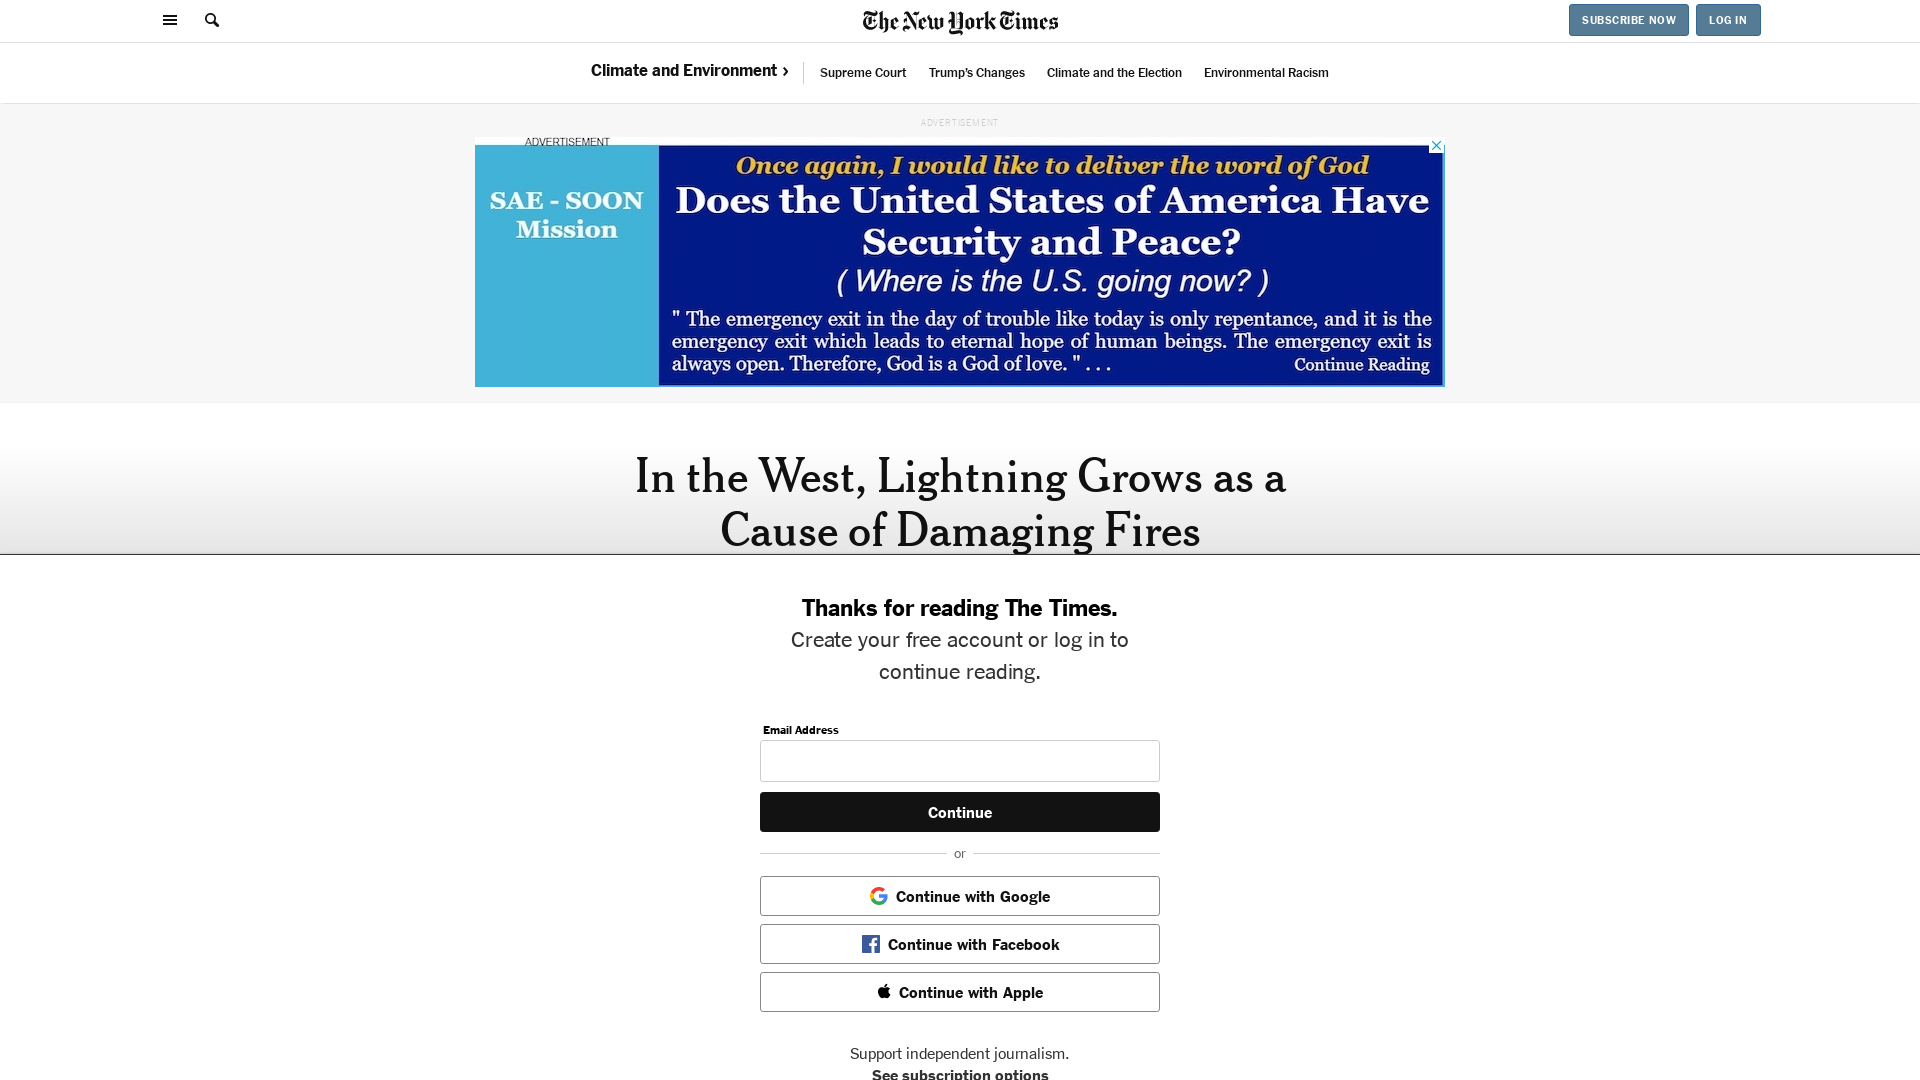 The New York Times
SUBSCRIBE NOW
LOG IN
Climate and Environment ›
Supreme Court
Trump's Changes
Climate and the Election
Environmental Racism
ADVERTISEMENT
ADVERTISEMENT
SAE - SOON
Mission
Once again, I would like to deliver the word of God
Does the United States of America Have
Security and Peace?
( Where is the U.S. going now? )
" The emergency exit in the day of trouble like today is only repentance, and it is the
emergency exit which leads to eternal hope of human beings. The emergency exit is
always open. Therefore, God is a God of love. " . . .
Continue Reading
In the West, Lightning Grows as a
Cause of Damaging Fires
Thanks for reading The Times.
Create your free account or log in to
continue reading.
Email Address
Continue
or
Continue with Google
Continue with Facebook
Continue with Apple
Support independent journalism.
See subscription options